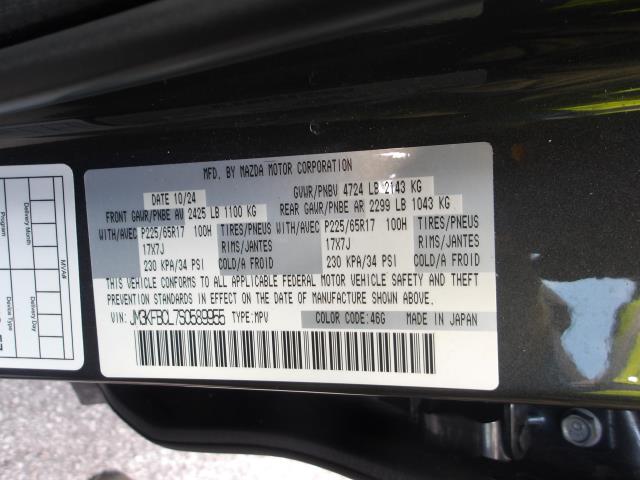 MFD. BY MAZDA MOTOR CORPORATION
DATE 10/24 GVWR/PNBV 4724 LB 2143 KG
FRONT GAWR/PNBE AV 2425 LB 1100 KG REAR GAWR/PNBE AR 2299 LB 1043 KG
WITH/AVEC P225/65R17 100H TIRES/PNEUS WITH/AVEC P225/65R17 100H TIRES/PNEUS
17X7J RIMS/JANTES 17X7J RIMS/JANTES
230 KPA/34 PSI COLD/A FROID 230 KPA/34 PSI COLD/A FROID
THIS VEHICLE CONFORMS TO ALL APPLICABLE FEDERAL MOTOR VEHICLE SAFETY AND THEFT
PREVENTION STANDARDS IN EFFECT ON THE DATE OF MANUFACTURE SHOWN ABOVE.
VIN: JM3KFBCL7S0589955 TYPE:MPV COLOR CODE:46G MADE IN JAPAN
Program
Delivery Month
MV/4#
Device Type